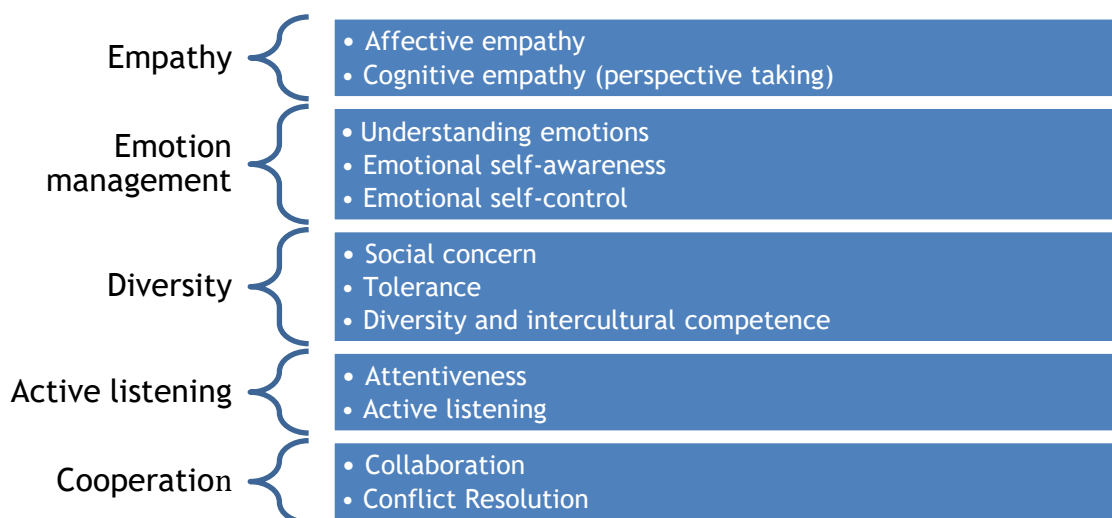 Empathy
• Affective empathy
• Cognitive empathy (perspective taking)
Emotion
management
• Understanding emotions
• Emotional self-awareness
• Emotional self-control
Diversity
• Social concern
• Tolerance
• Diversity and intercultural competence
Active listening
• Attentiveness
• Active listening
Cooperation
• Collaboration
• Conflict Resolution